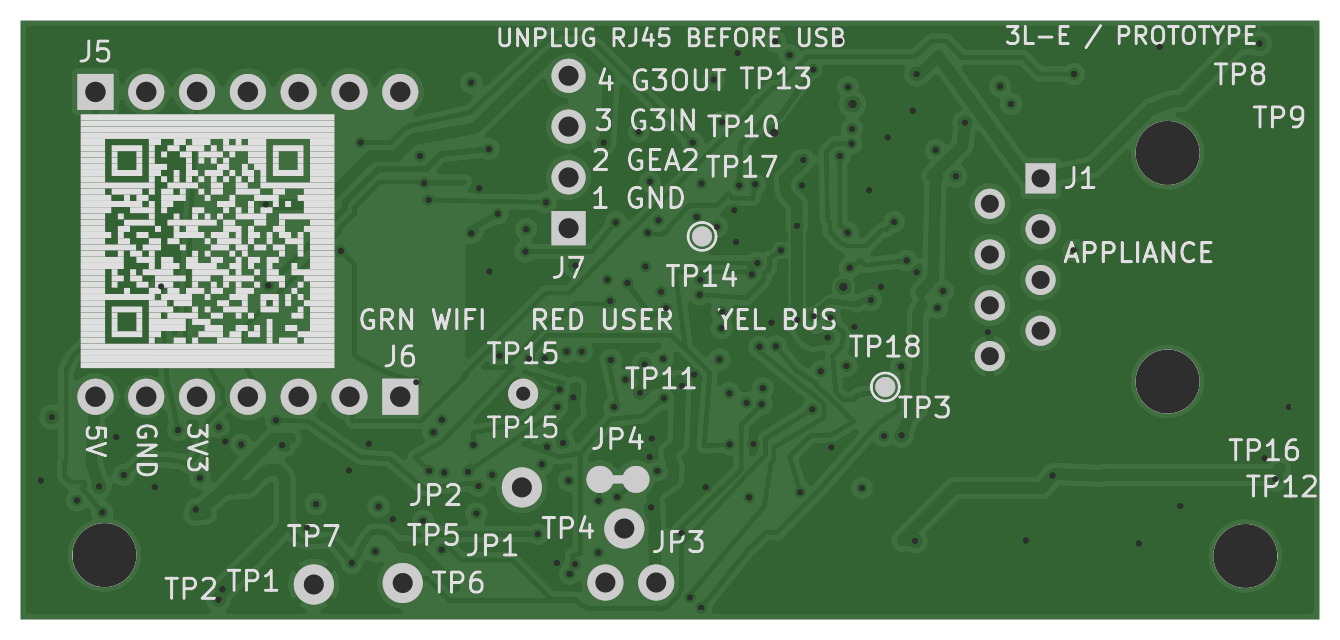 UNPLUG RJ45 BEFORE USB
3L-E / PROTOTYPE
J5
4 G3OUT TP13
TP8
3 G3IN TP10
TP9
2 GEA2 TP17
J1
1 GND
APPLIANCE
J7
TP14
GRN WIFI
RED USER
YEL BUS
J6
TP15
TP18
TP11
TP3
TP15
5V
GND
3V3
JP4
TP16
TP12
JP2
TP7
TP5
JP1
TP4
JP3
TP2
TP1
TP6